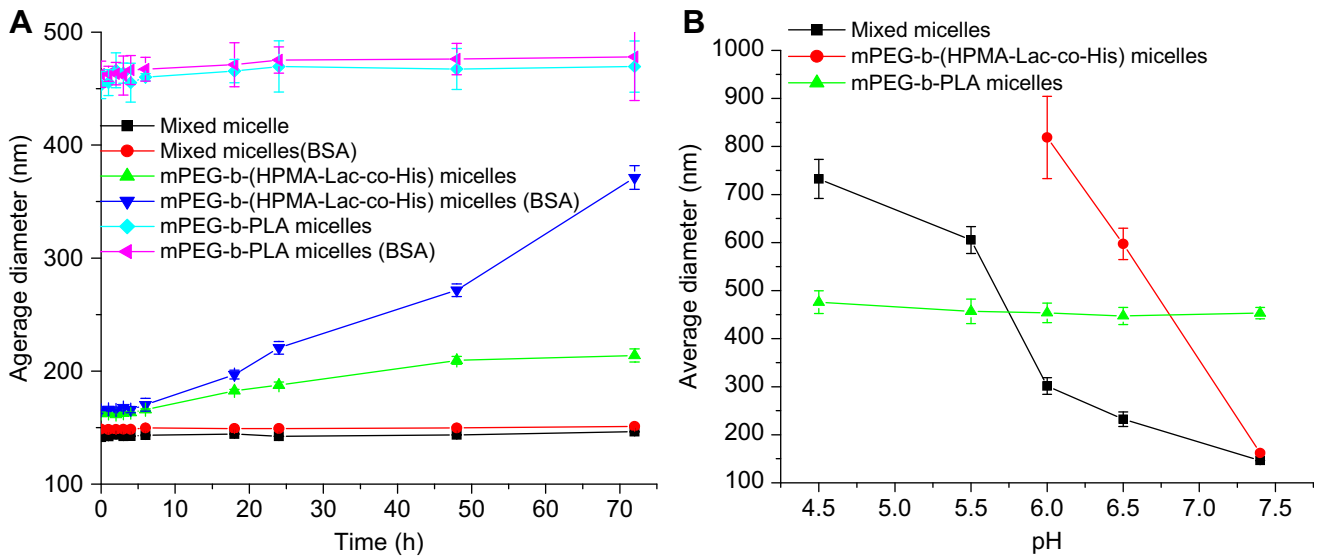 A
500
400
300
200
100
Agerage diameter (nm)
Mixed micelle
Mixed micelles(BSA)
mPEG-b-(HPMA-Lac-co-His) micelles
mPEG-b-(HPMA-Lac-co-His) micelles (BSA)
mPEG-b-PLA micelles
mPEG-b-PLA micelles (BSA)
0 10 20 30 40 50 60 70
Time (h)
B
Mixed micelles
mPEG-b-(HPMA-Lac-co-His) micelles
mPEG-b-PLA micelles
1000
900
800
700
600
500
400
300
200
100
Average diameter (nm)
4.5 5.0 5.5 6.0 6.5 7.0 7.5
pH